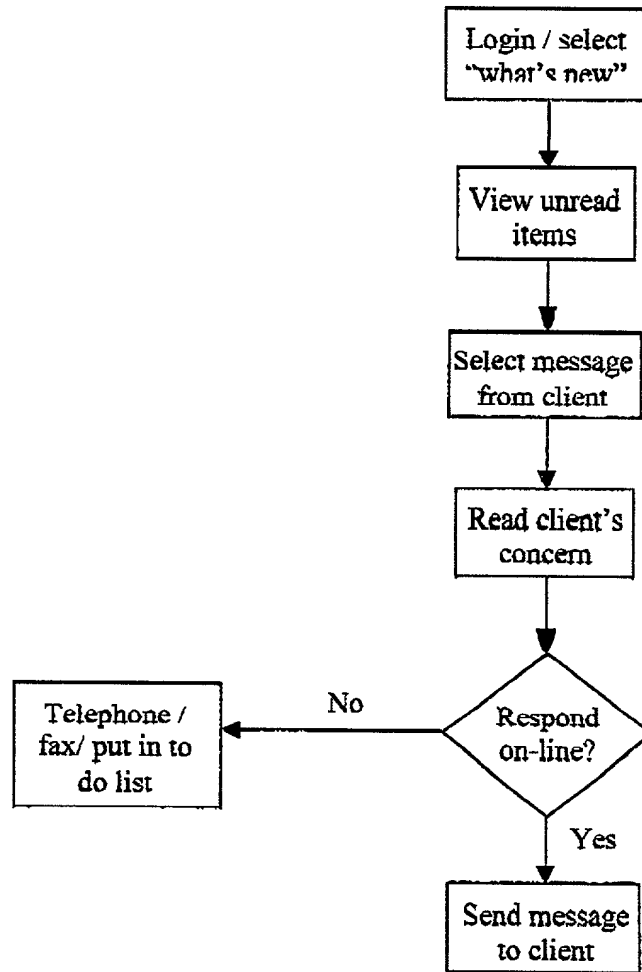 Login / select
“what’s new”
View unread
items
Select message
from client
Read client’s
concern
Respond
on-line?
No
Telephone /
fax/ put in to
do list
Yes
Send message
to client